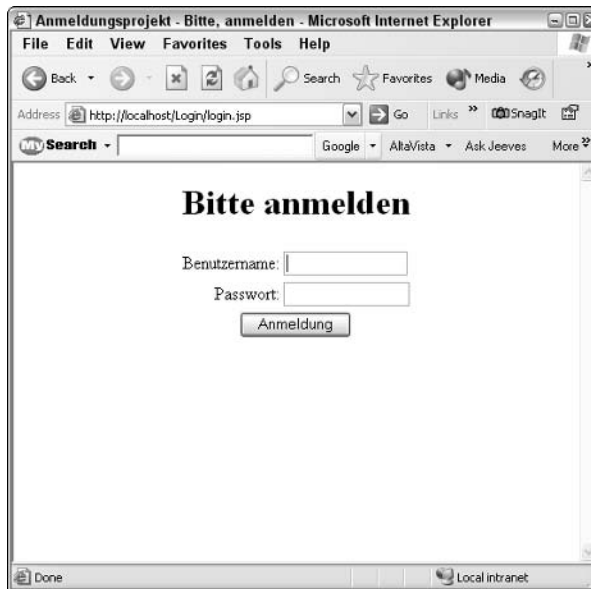 Anmeldungsprojekt - Bitte, anmelden - Microsoft Internet Explorer
File Edit View Favorites Tools Help
Back Search Favorites Media
Address http://localhost/Login/login.jsp Go Links » SnagIt
My Search Google AltaVista Ask Jeeves More »
Bitte anmelden
Benutzername:
Passwort:
Anmeldung
Done Local intranet